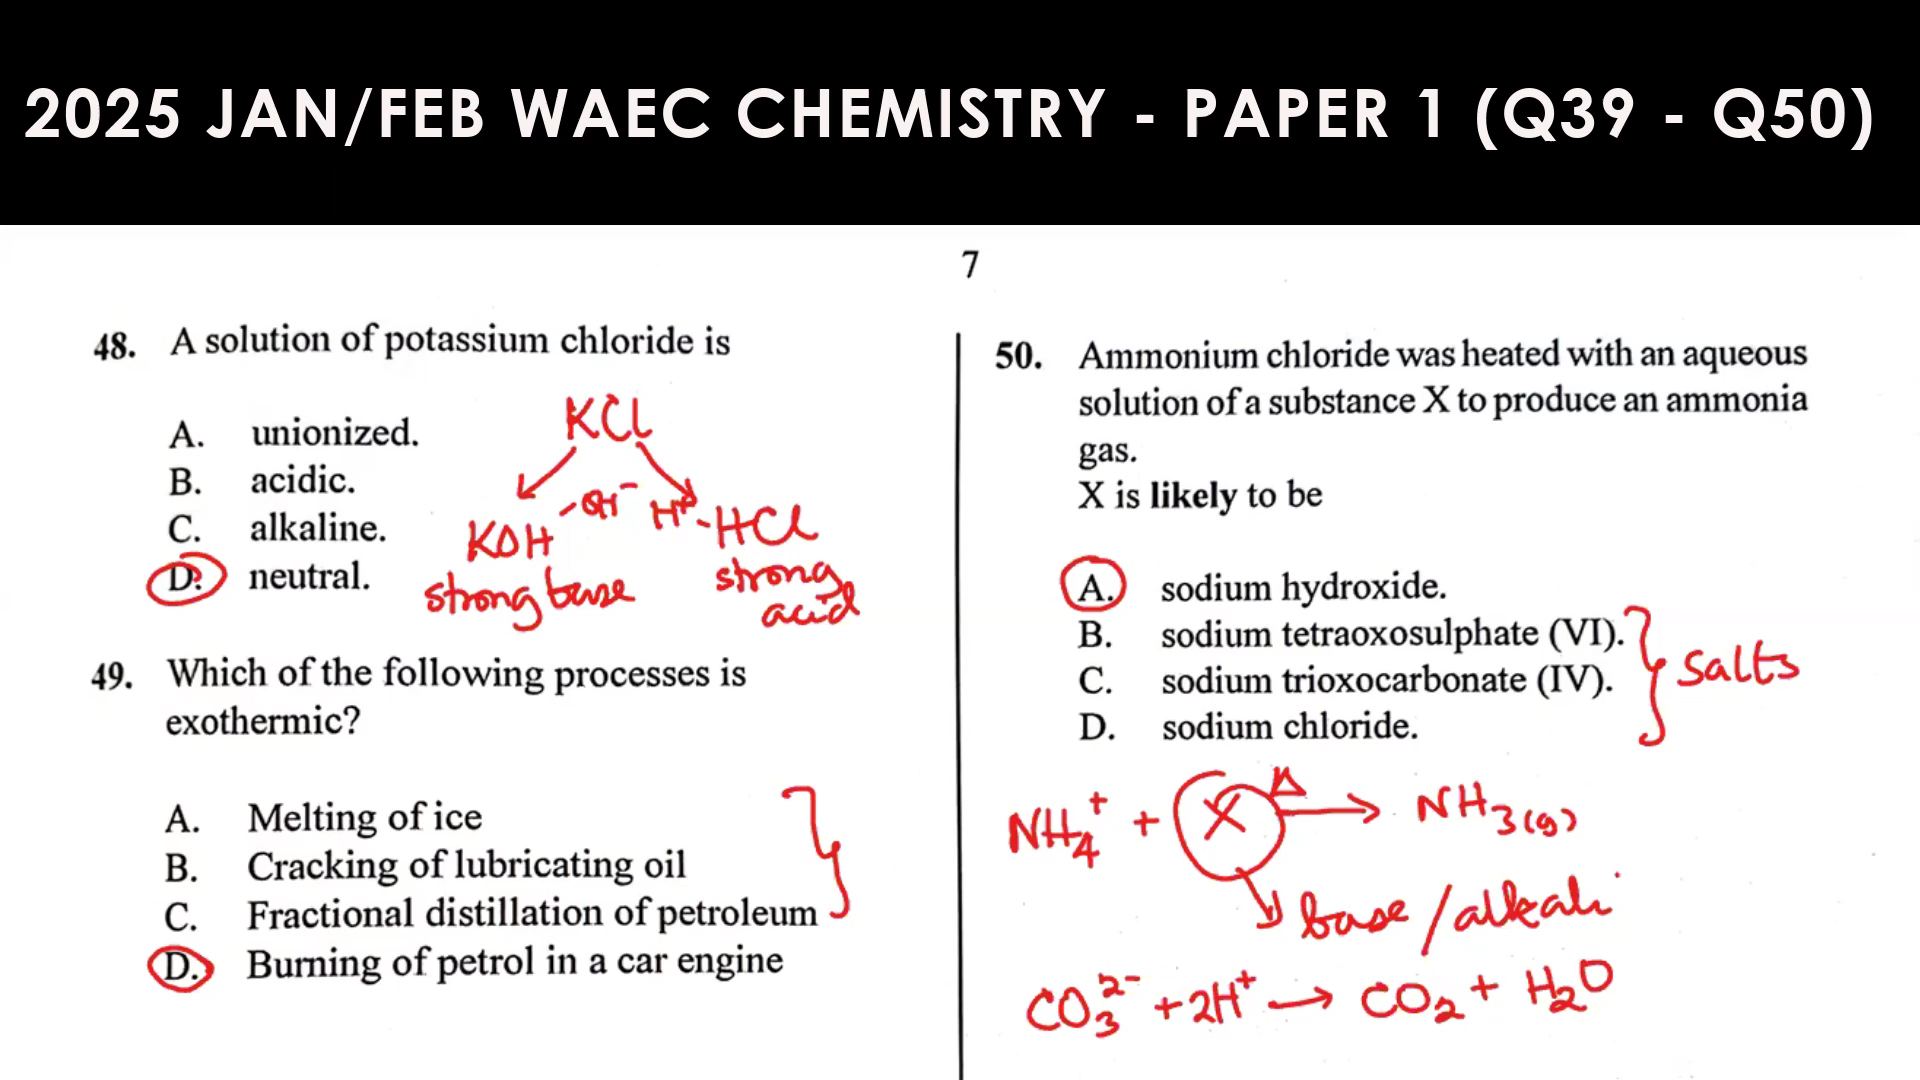 2025 JAN/FEB WAEC CHEMISTRY - PAPER 1 (Q39 - Q50)
7
48. A solution of potassium chloride is
A. unionized.
B. acidic.
C. alkaline.
D. neutral.
KCl
KOH - OH⁻ H⁺ - HCl
strong base
strong
acid
49. Which of the following processes is
exothermic?
A. Melting of ice
B. Cracking of lubricating oil
C. Fractional distillation of petroleum
D. Burning of petrol in a car engine
50. Ammonium chloride was heated with an aqueous
solution of a substance X to produce an ammonia
gas.
X is likely to be
A. sodium hydroxide.
B. sodium tetraoxosulphate (VI).
C. sodium trioxocarbonate (IV).
D. sodium chloride.
salts
NH₄⁺ + X Δ → NH₃(g)
base / alkali
CO₃²⁻ + 2H⁺ → CO₂ + H₂O